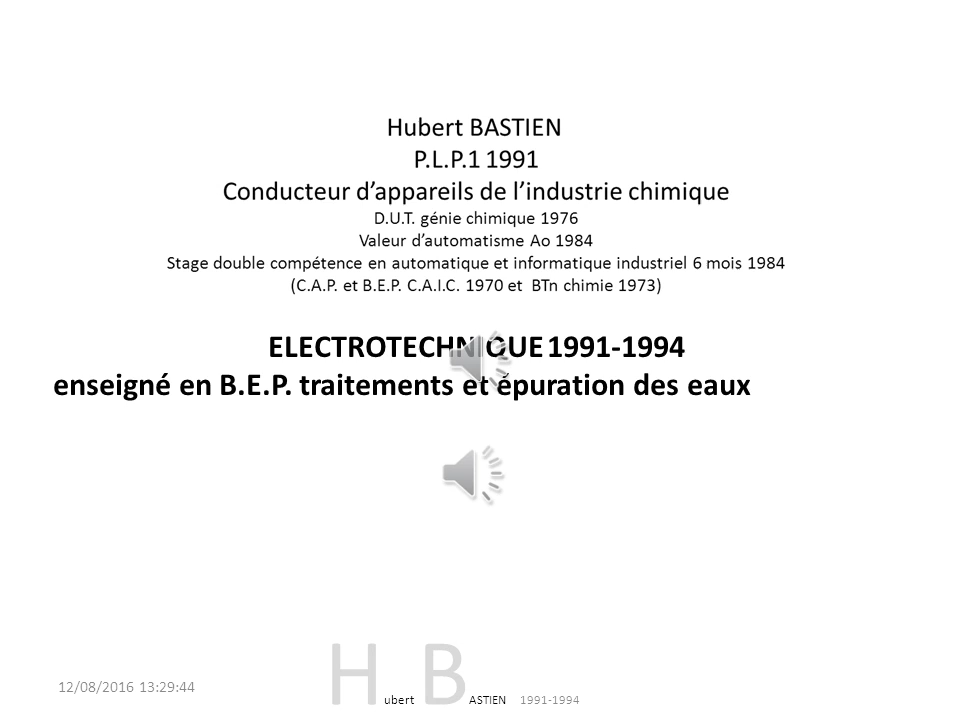 Hubert BASTIEN
P.L.P.1 1991
Conducteur d’appareils de l’industrie chimique
D.U.T. génie chimique 1976
Valeur d’automatisme Ao 1984
Stage double compétence en automatique et informatique industriel 6 mois 1984
(C.A.P. et B.E.P. C.A.I.C. 1970 et BTn chimie 1973)
ELECTROTECHNIQUE 1991-1994
enseigné en B.E.P. traitements et épuration des eaux
12/08/2016 13:29:44
Hubert BASTIEN 1991-1994